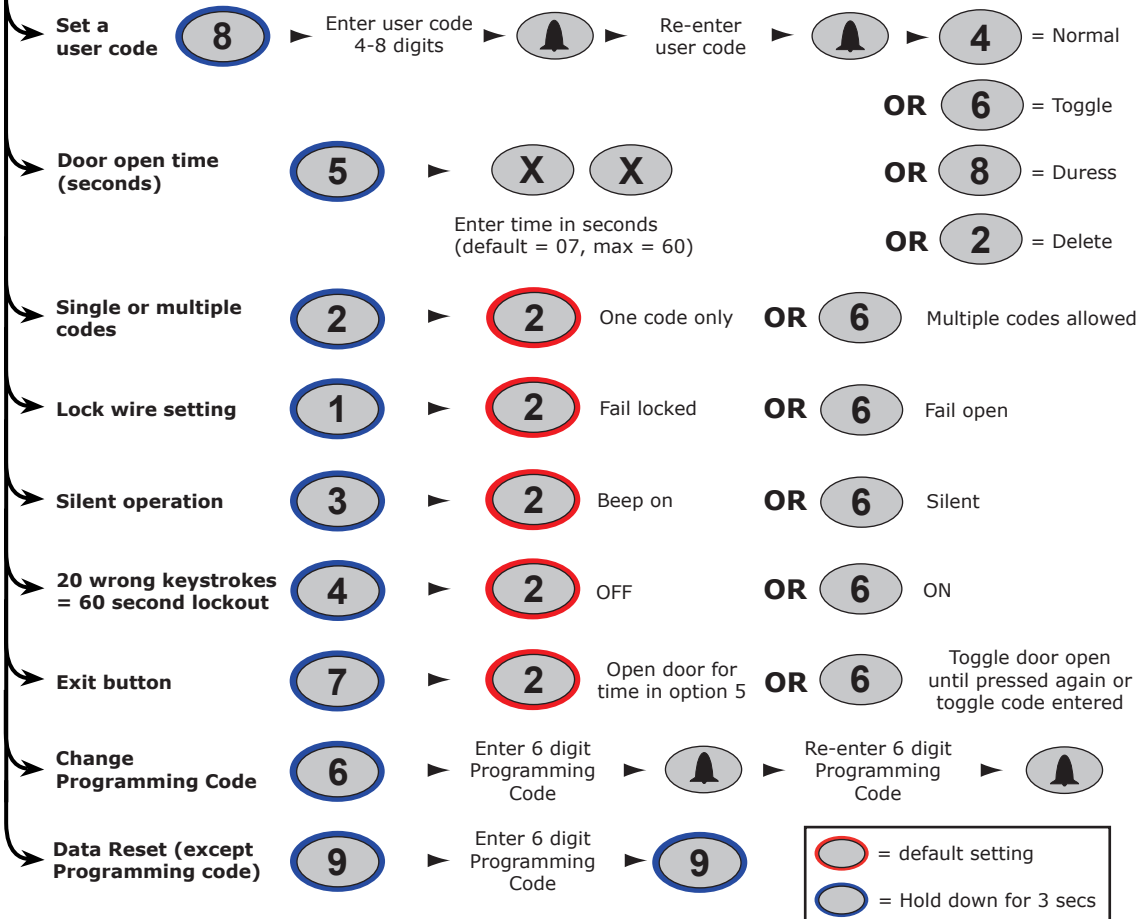 Set a
user code
8
Enter user code
4-8 digits
Re-enter
user code
4
= Normal
OR
6
= Toggle
Door open time
(seconds)
5
X
X
Enter time in seconds
(default = 07, max = 60)
OR
8
= Duress
OR
2
= Delete
Single or multiple
codes
2
2
One code only
OR
6
Multiple codes allowed
Lock wire setting
1
2
Fail locked
OR
6
Fail open
Silent operation
3
2
Beep on
OR
6
Silent
20 wrong keystrokes
= 60 second lockout
4
2
OFF
OR
6
ON
Exit button
7
2
Open door for
time in option 5
OR
6
Toggle door open
until pressed again or
toggle code entered
Change
Programming Code
6
Enter 6 digit
Programming
Code
Re-enter 6 digit
Programming
Code
Data Reset (except
Programming code)
9
Enter 6 digit
Programming
Code
9
= default setting
= Hold down for 3 secs